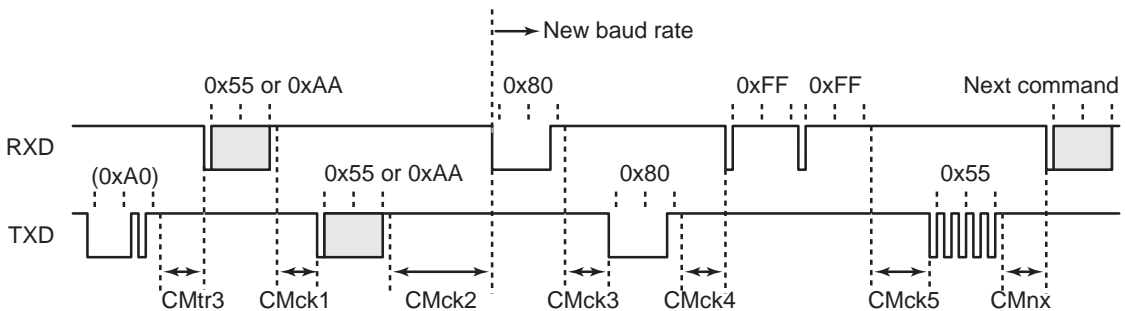 New baud rate
0x55 or 0xAA
0x80
0xFF 0xFF
Next command
RXD
(0xA0)
0x55 or 0xAA
0x80
0x55
TXD
CMtr3 CMck1 CMck2 CMck3 CMck4 CMck5 CMnx